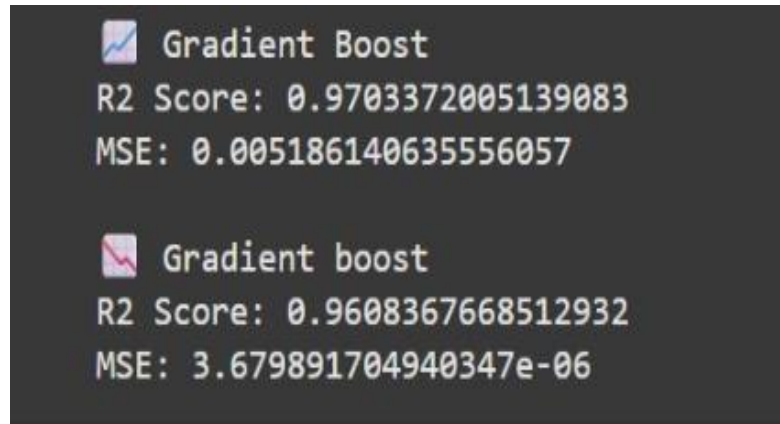 📈 Gradient Boost
R2 Score: 0.9703372005139083
MSE: 0.005186140635556057
📉 Gradient boost
R2 Score: 0.9608367668512932
MSE: 3.679891704940347e-06